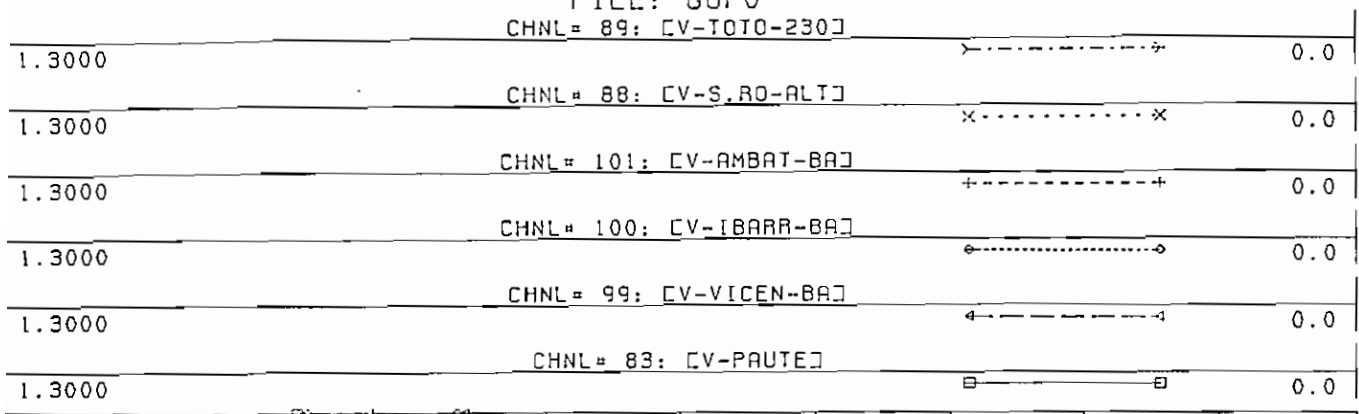 FILE:
CHNL# 89: [V-TOTO-230]
1.3000 0.0
CHNL# 88: [V-S.RO-ALT]
1.3000 0.0
CHNL# 101: [V-AMBAT-BA]
1.3000 0.0
CHNL# 100: [V-IBARR-BA]
1.3000 0.0
CHNL# 99: [V-VICEN-BA]
1.3000 0.0
CHNL# 83: [V-PAUTE]
1.3000 0.0